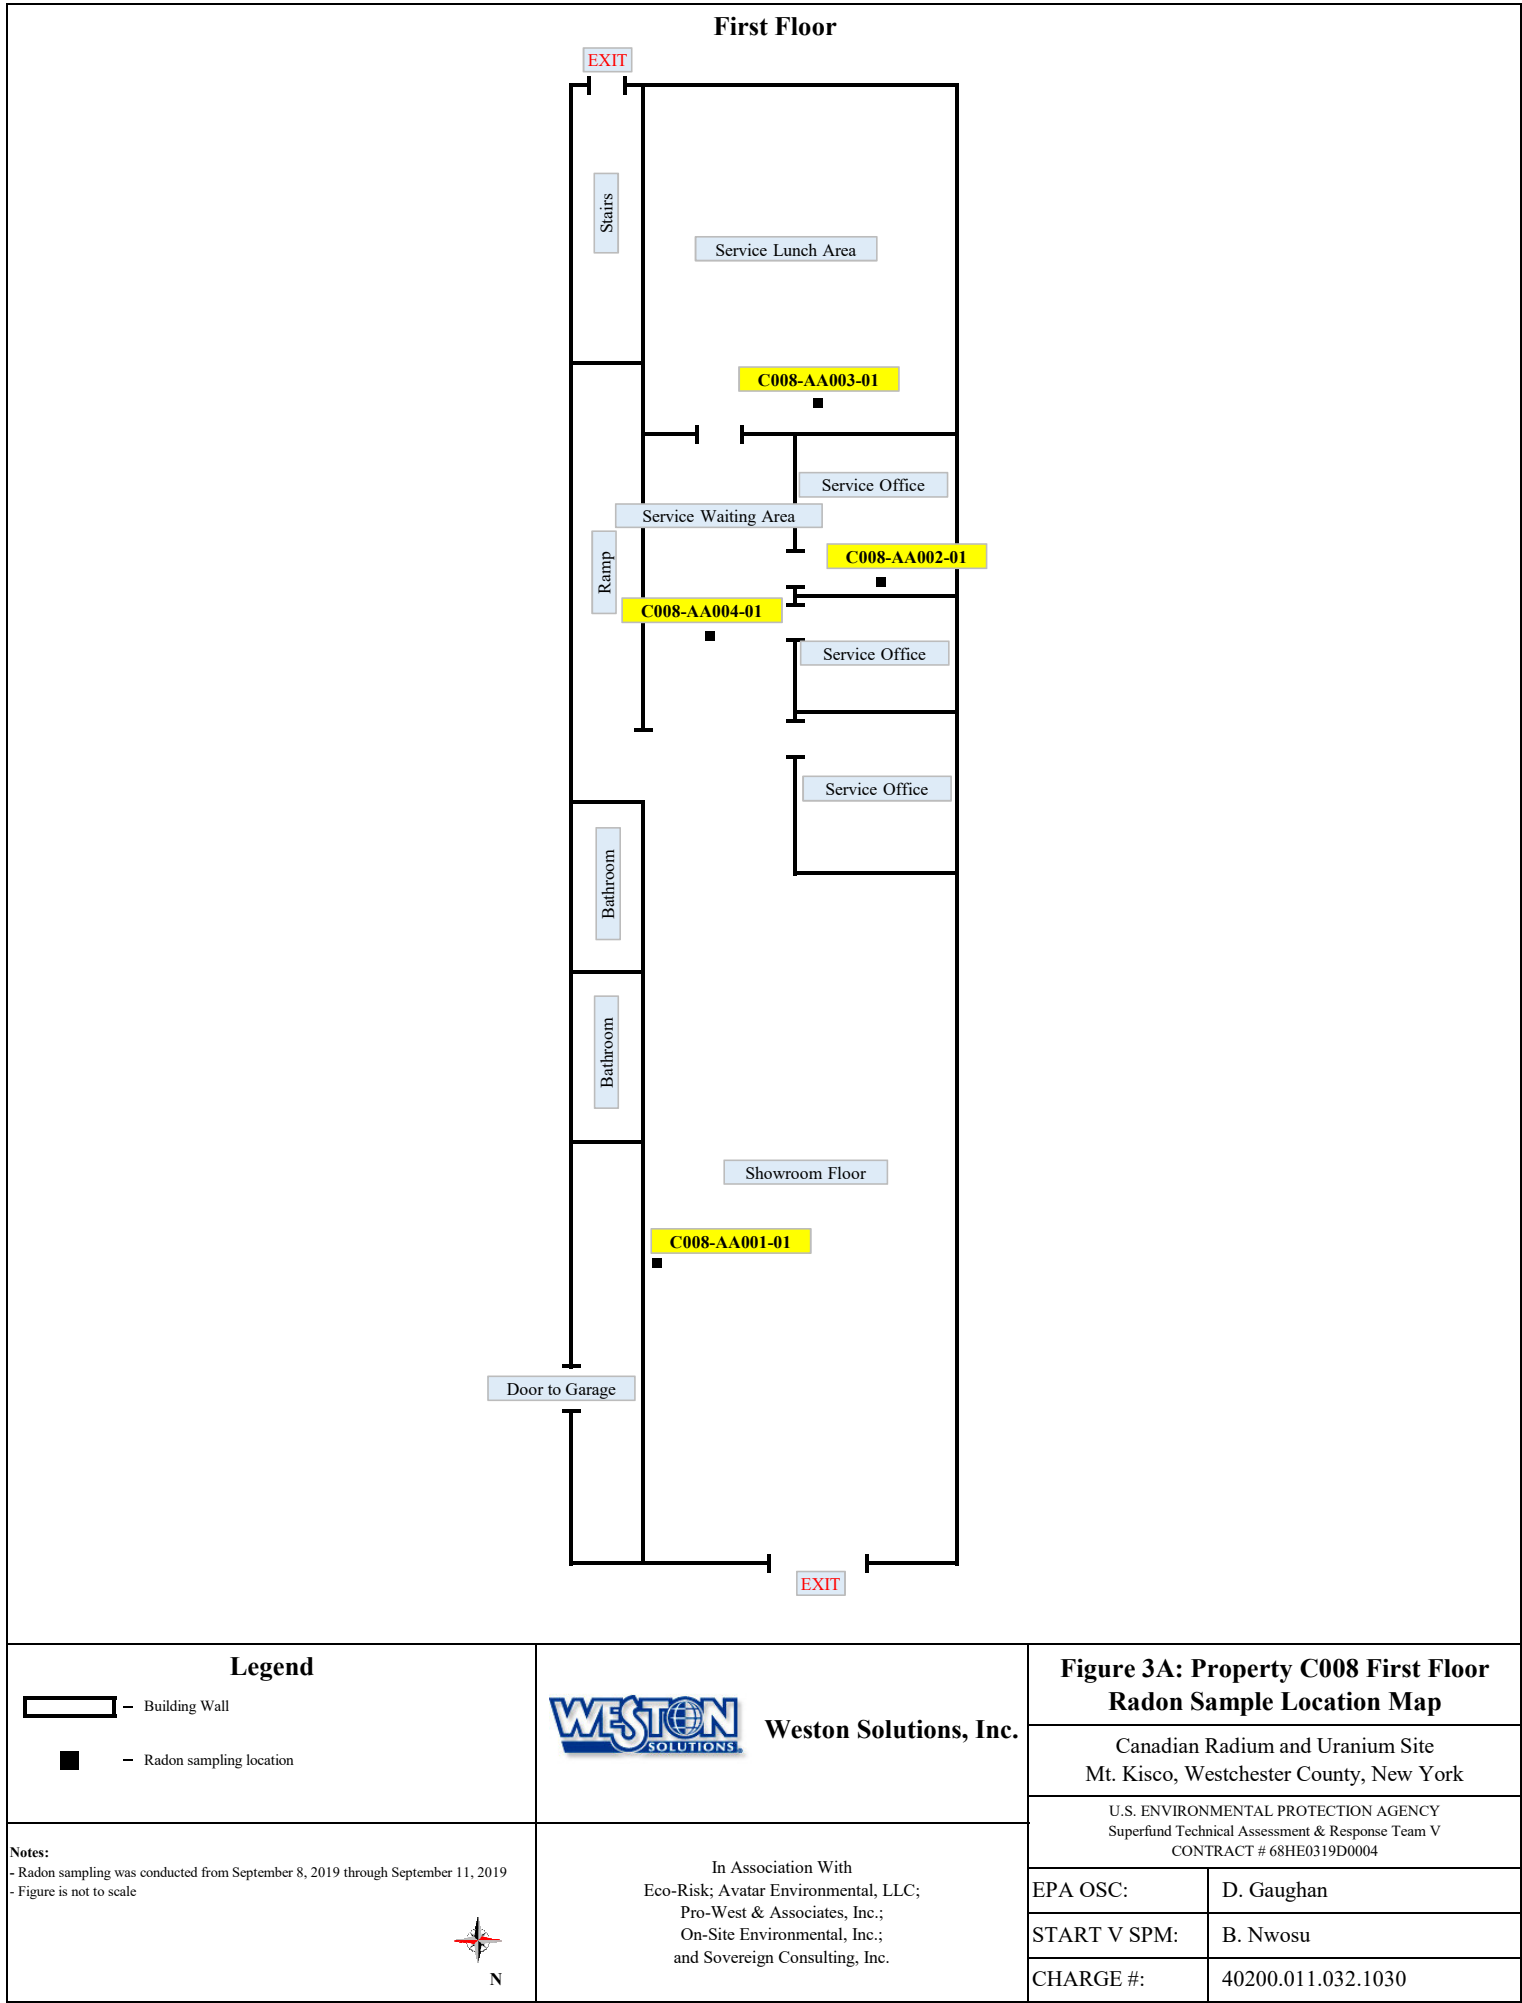 First Floor
EXIT
Stairs
Service Lunch Area
C008-AA003-01
Service Office
Service Waiting Area
Ramp
C008-AA002-01
C008-AA004-01
Service Office
Service Office
Bathroom
Bathroom
Showroom Floor
C008-AA001-01
Door to Garage
EXIT
Legend
– Building Wall
– Radon sampling location
Notes:
- Radon sampling was conducted from September 8, 2019 through September 11, 2019
- Figure is not to scale
N
WESTON
SOLUTIONS
Weston Solutions, Inc.
In Association With
Eco-Risk; Avatar Environmental, LLC;
Pro-West & Associates, Inc.;
On-Site Environmental, Inc.;
and Sovereign Consulting, Inc.
Figure 3A: Property C008 First Floor
Radon Sample Location Map
Canadian Radium and Uranium Site
Mt. Kisco, Westchester County, New York
U.S. ENVIRONMENTAL PROTECTION AGENCY
Superfund Technical Assessment & Response Team V
CONTRACT # 68HE0319D0004
EPA OSC: D. Gaughan
START V SPM: B. Nwosu
CHARGE #: 40200.011.032.1030